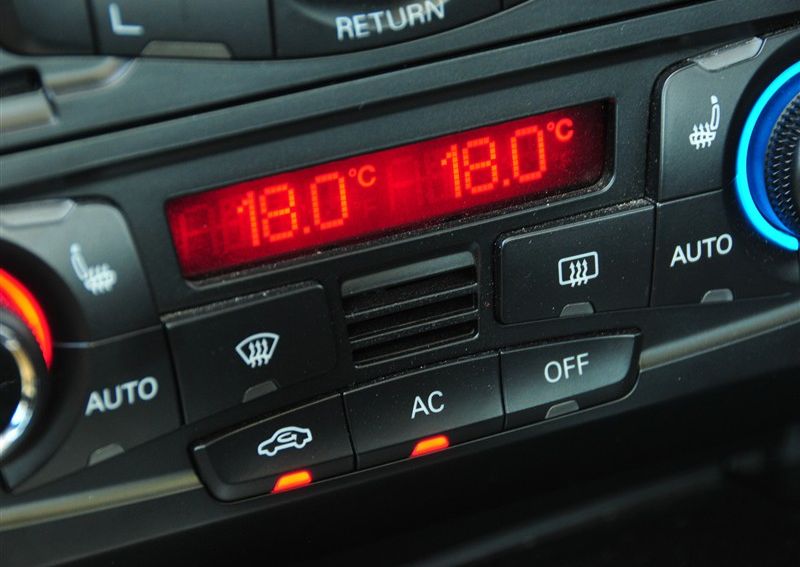 L
RETURN
18.0°C 18.0°C
AUTO
AUTO
AC
OFF